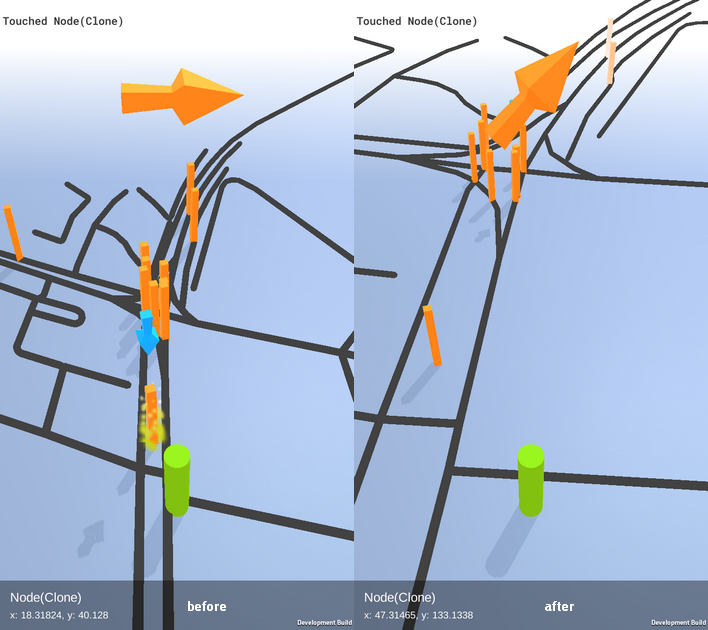 Touched Node(Clone)
Node(Clone)
x: 18.31824, y: 40.128
before
Development Build
Touched Node(Clone)
Node(Clone)
x: 47.31465, y: 133.1338
after
Development Build